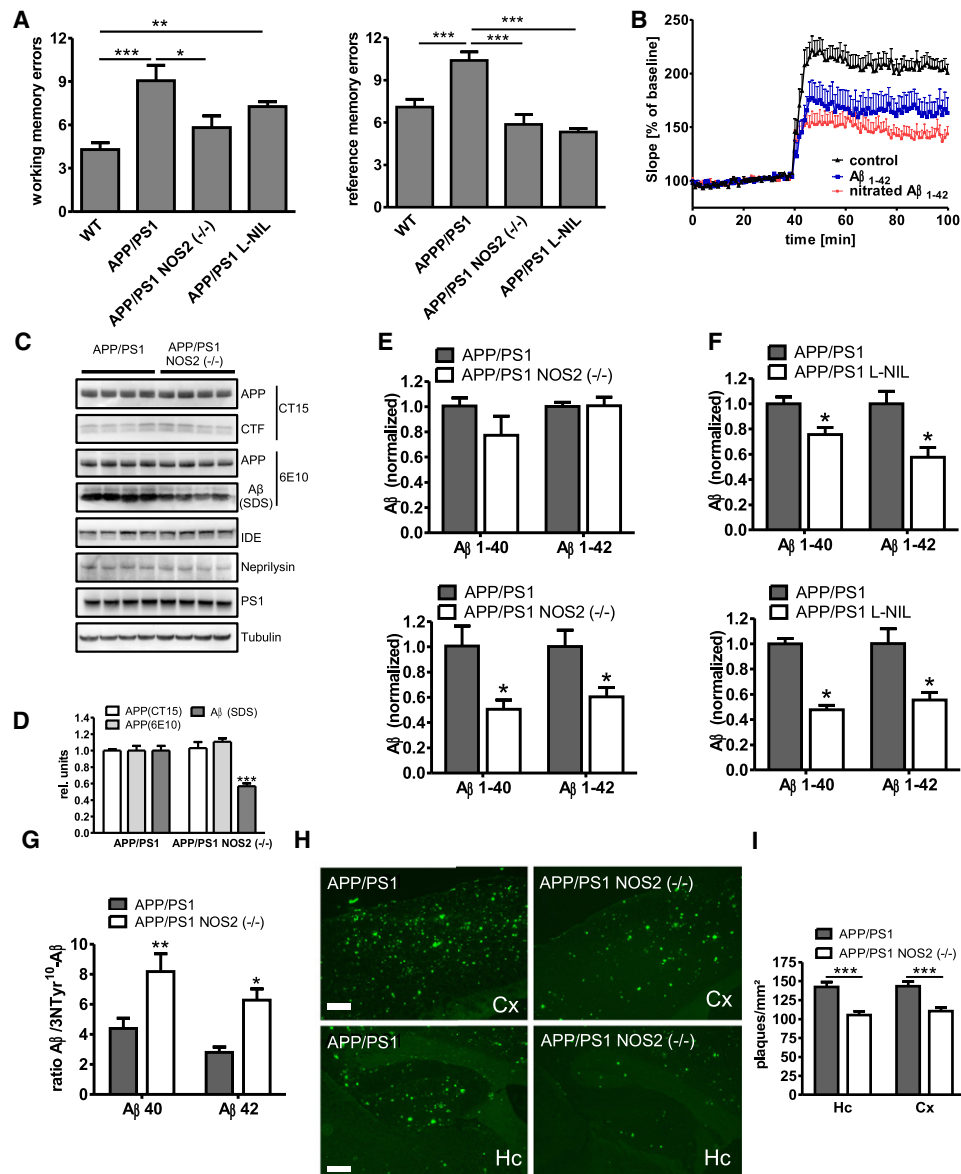 A
working memory errors
12
9
6
3
0
**
***
*
WT
APP/PS1
APP/PS1 NOS2 (-/-)
APP/PS1 L-NIL
reference memory errors
12
9
6
3
0
***
***
***
WT
APPP/PS1
APP/PS1 NOS2 (-/-)
APP/PS1 L-NIL
B
Slope [% of baseline]
250
200
150
100
control
Aβ 1-42
nitrated Aβ 1-42
0
20
40
60
80
100
time [min]
C
APP/PS1
APP/PS1
NOS2 (-/-)
APP
CT15
CTF
APP
6E10
Aβ
(SDS)
IDE
Neprilysin
PS1
Tubulin
D
APP(CT15)
Aβ (SDS)
APP(6E10)
rel. units
1.4
1.2
1.0
0.8
0.6
0.4
0.2
0.0
***
APP/PS1
APP/PS1 NOS2 (-/-)
E
APP/PS1
APP/PS1 NOS2 (-/-)
Aβ (normalized)
1.2
1.0
0.8
0.6
0.4
0.2
0.0
Aβ 1-40
Aβ 1-42
APP/PS1
APP/PS1 NOS2 (-/-)
Aβ (normalized)
1.2
1.0
0.8
0.6
0.4
0.2
0.0
*
*
Aβ 1-40
Aβ 1-42
F
APP/PS1
APP/PS1 L-NIL
Aβ (normalized)
1.2
1.0
0.8
0.6
0.4
0.2
0.0
*
*
Aβ 1-40
Aβ 1-42
APP/PS1
APP/PS1 L-NIL
Aβ (normalized)
1.2
1.0
0.8
0.6
0.4
0.2
0.0
*
*
Aβ 1-40
Aβ 1-42
G
APP/PS1
APP/PS1 NOS2 (-/-)
ratio Aβ/3NTyr¹⁰-Aβ
10
8
6
4
2
0
**
*
Aβ 40
Aβ 42
H
APP/PS1
Cx
APP/PS1 NOS2 (-/-)
Cx
APP/PS1
Hc
APP/PS1 NOS2 (-/-)
Hc
I
APP/PS1
APP/PS1 NOS2 (-/-)
plaques/mm²
175
150
125
100
75
50
25
0
***
***
Hc
Cx